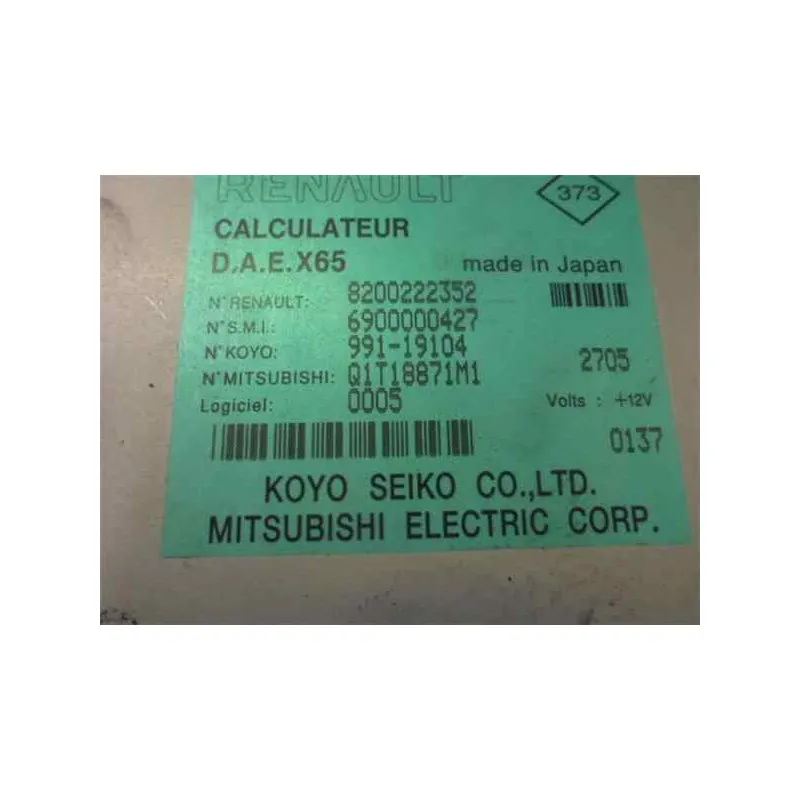 RENAULT
373
CALCULATEUR
D.A.E.X65 made in Japan
N° RENAULT: 8200222352
N° S.M.I.: 6900000427
N° KOYO: 991-19104
N° MITSUBISHI: Q1T18871M1 2705
Logiciel: 0005 Volts : +12V
0137
KOYO SEIKO CO.,LTD.
MITSUBISHI ELECTRIC CORP.